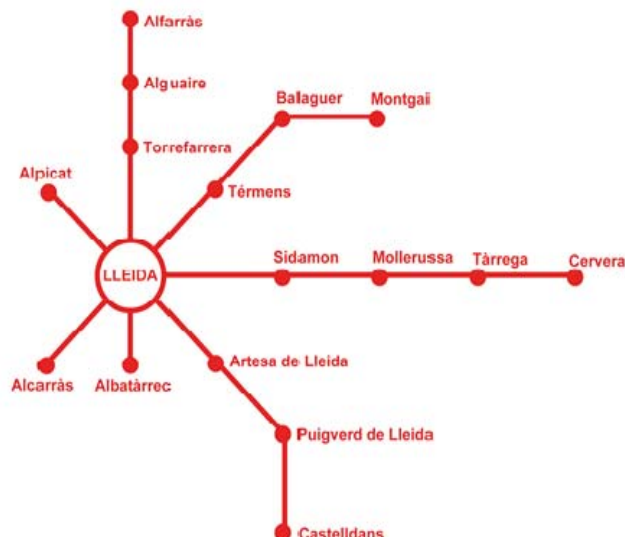 Alfarràs
Alguaire
Ballaguer
Montgai
Torrefarrera
Alpicat
Térmens
LLEIDA
Sidamon
Mollerussa
Tàrrega
Cervera
Artesa de Lleida
Alcarràs
Albatàrrec
Puigverd de Lleida
Castelldans